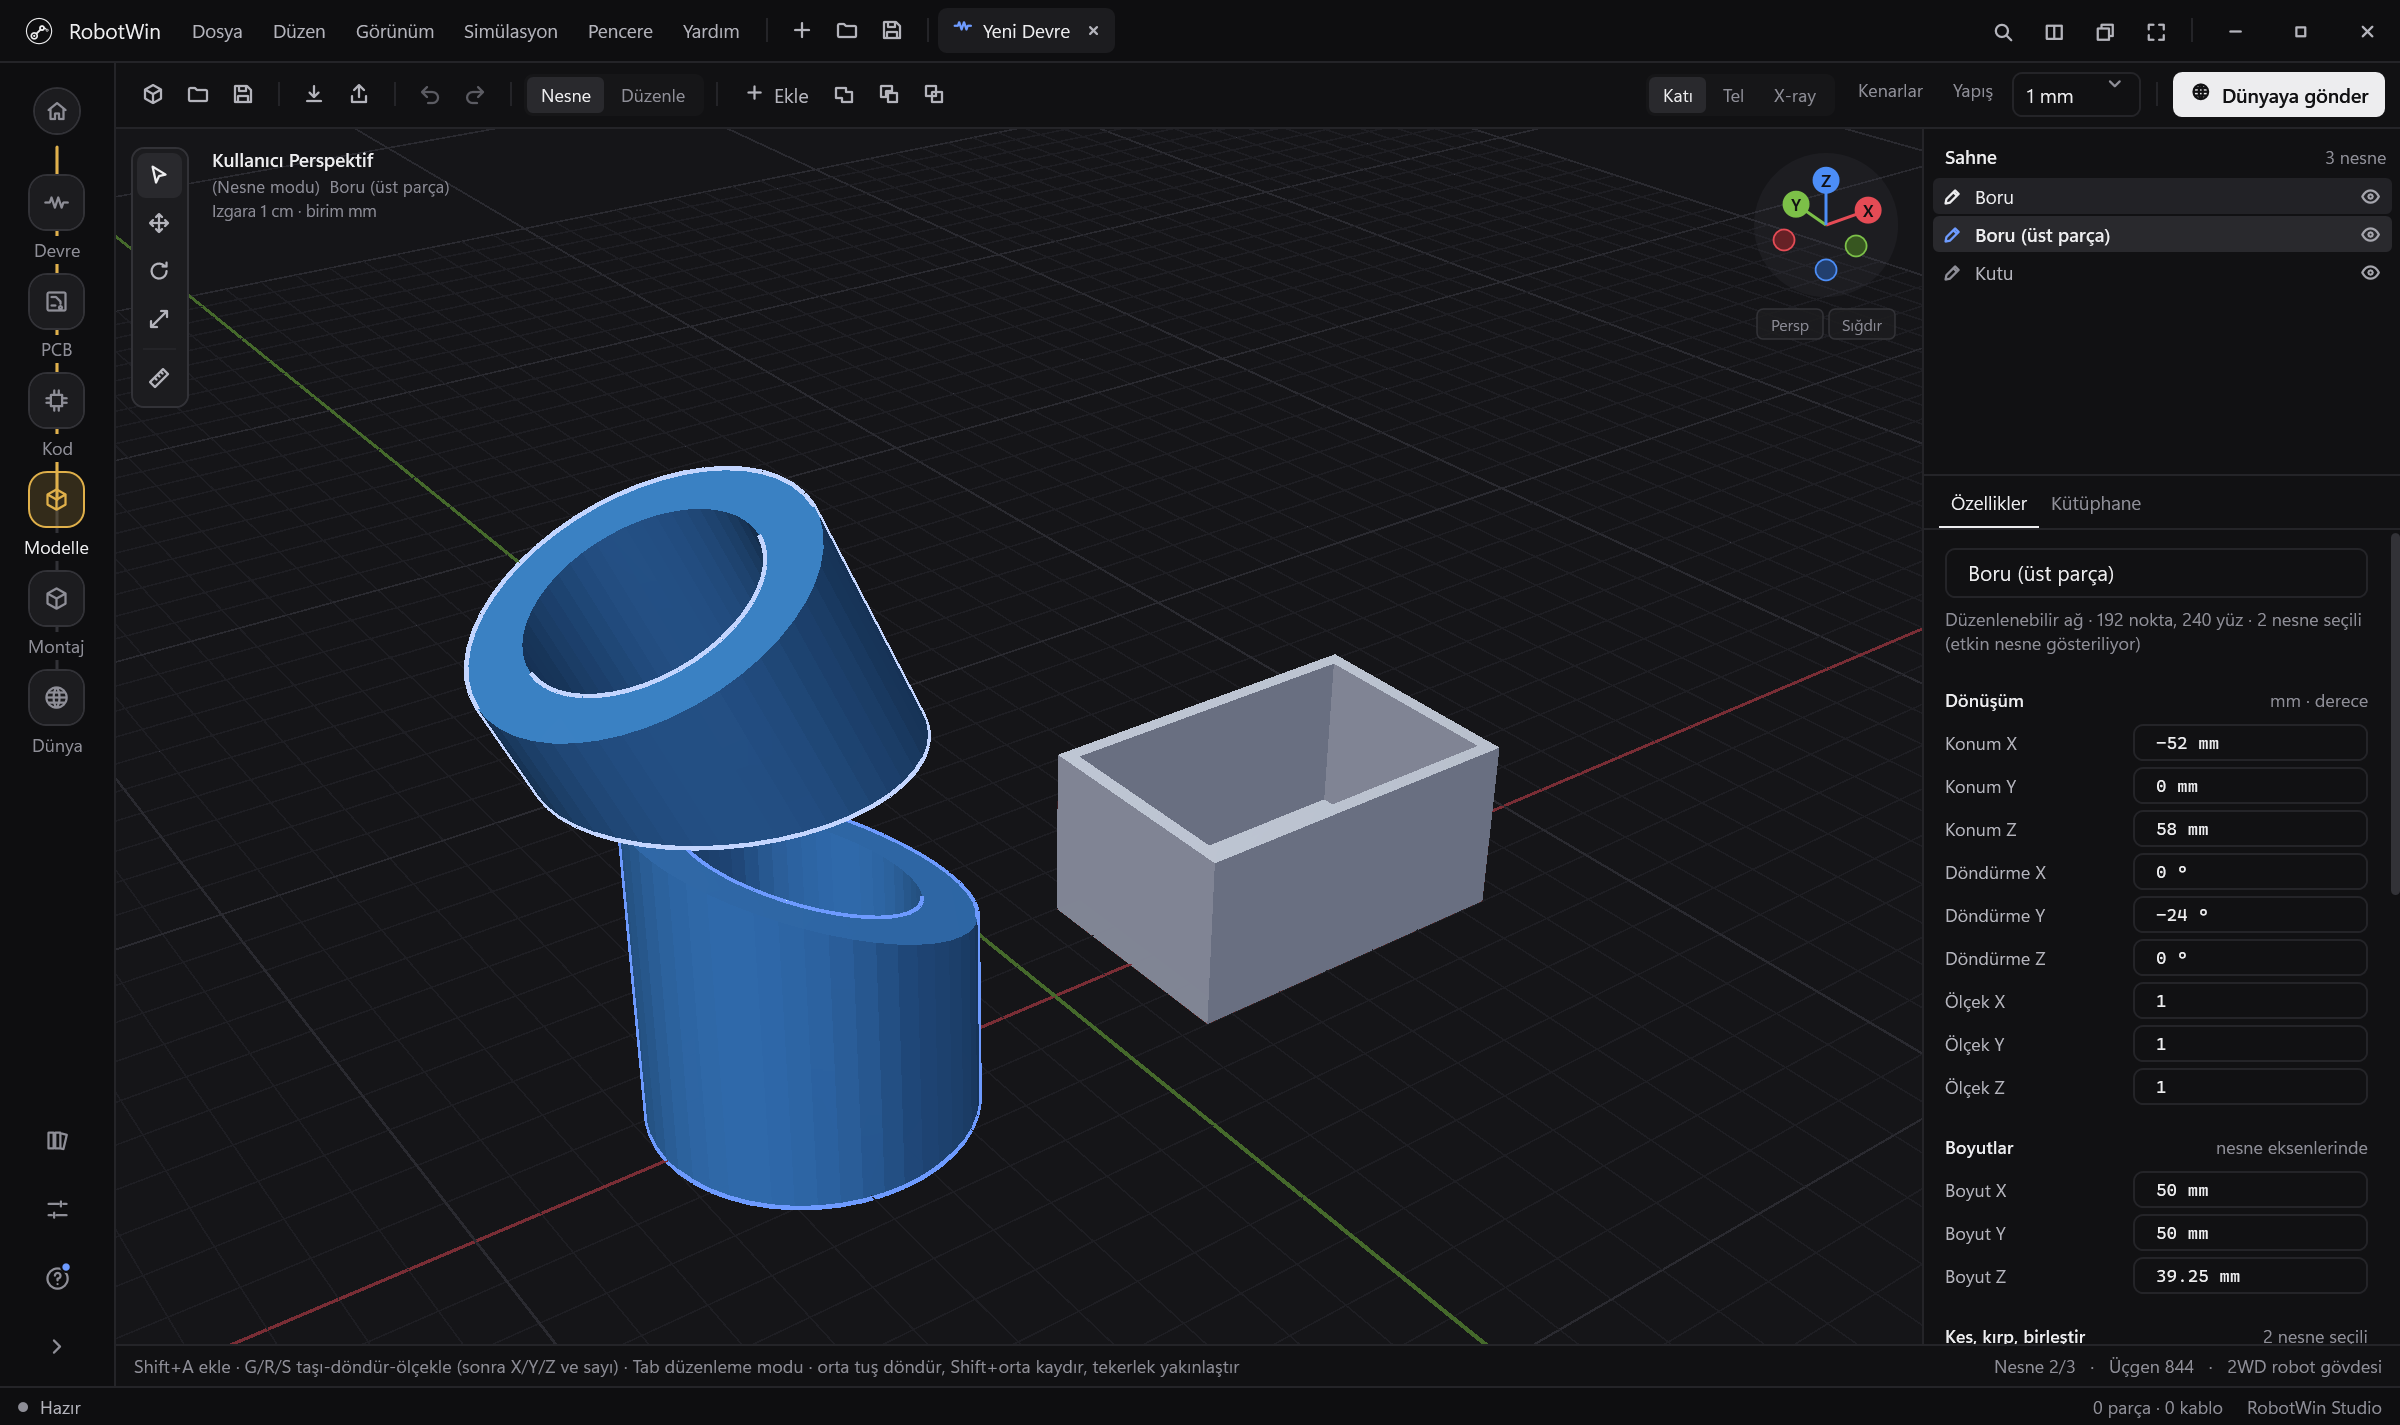 RobotWin Dosya Düzen Görünüm Simülasyon Pencere Yardım Yeni Devre
Nesne Düzenle Ekle Katı Tel X-ray Kenarlar Yapış 1 mm Dünyaya gönder
Devre
PCB
Kod
Modelle
Montaj
Dünya
Kullanıcı Perspektif
(Nesne modu) Boru (üst parça)
Izgara 1 cm · birim mm
Z
Y
X
Persp Sığdır
Sahne 3 nesne
Boru
Boru (üst parça)
Kutu
Özellikler Kütüphane
Boru (üst parça)
Düzenlenebilir ağ · 192 nokta, 240 yüz · 2 nesne seçili
(etkin nesne gösteriliyor)
Dönüşüm mm · derece
Konum X −52 mm
Konum Y 0 mm
Konum Z 58 mm
Döndürme X 0 °
Döndürme Y −24 °
Döndürme Z 0 °
Ölçek X 1
Ölçek Y 1
Ölçek Z 1
Boyutlar nesne eksenlerinde
Boyut X 50 mm
Boyut Y 50 mm
Boyut Z 39.25 mm
Kes, kırp, birleştir 2 nesne seçili
Shift+A ekle · G/R/S taşı-döndür-ölçekle (sonra X/Y/Z ve sayı) · Tab düzenleme modu · orta tuş döndür, Shift+orta kaydır, tekerlek yakınlaştır
Nesne 2/3 · Üçgen 844 · 2WD robot gövdesi
Hazır
0 parça · 0 kablo RobotWin Studio